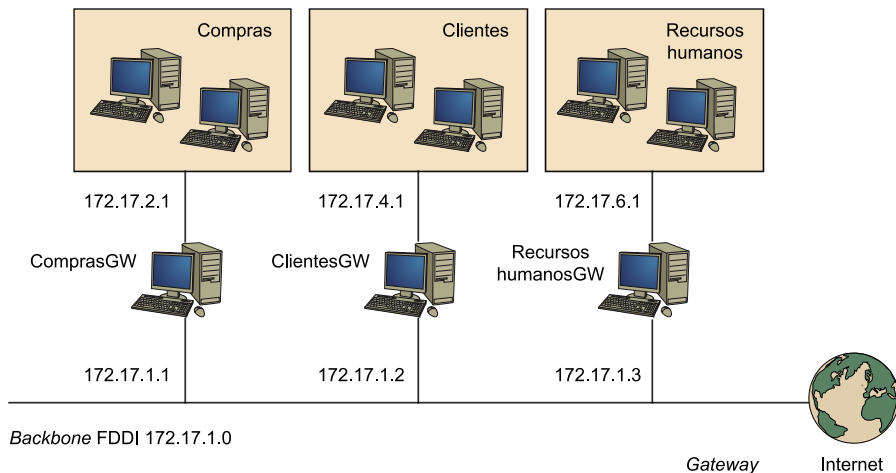 Compras
Clientes
Recursos
humanos
172.17.2.1
172.17.4.1
172.17.6.1
ComprasGW
ClientesGW
Recursos
humanosGW
172.17.1.1
172.17.1.2
172.17.1.3
Backbone FDDI 172.17.1.0
Gateway
Internet